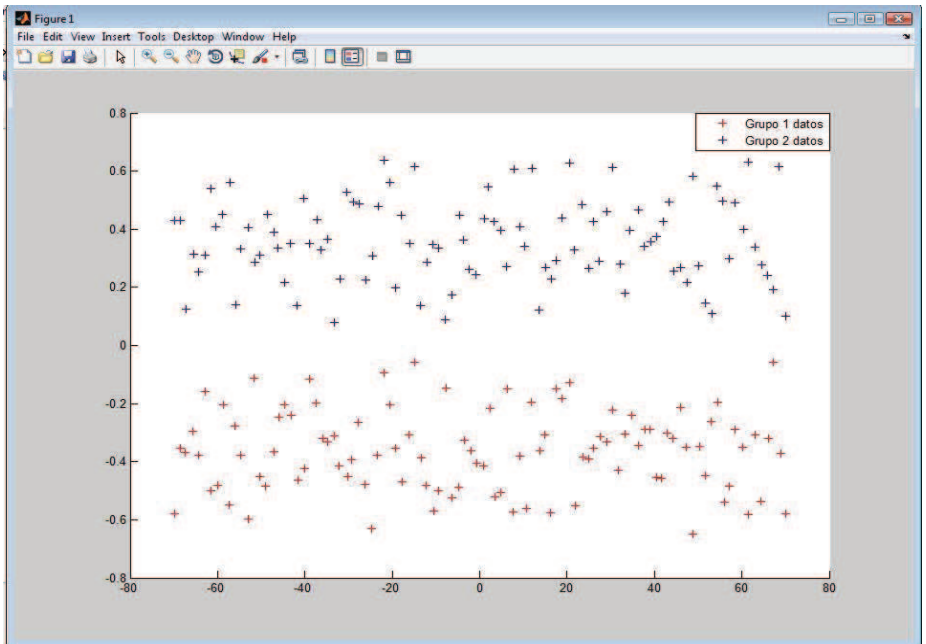 Figure 1
File Edit View Insert Tools Desktop Window Help
0.8
0.6
0.4
0.2
0
-0.2
-0.4
-0.6
-0.8
-80 -60 -40 -20 0 20 40 60 80
Grupo 1 datos
Grupo 2 datos